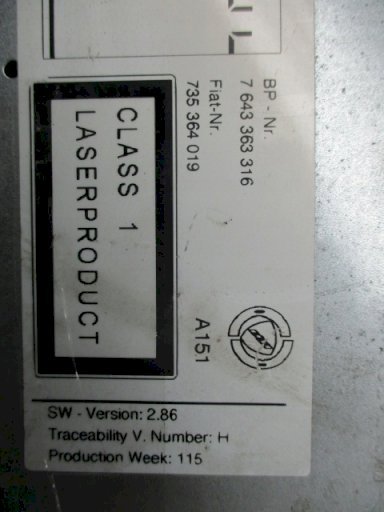 BP - Nr.
7 643 363 316
Fiat-Nr.
735 364 019
CLASS 1
LASERPRODUCT
A151
SW - Version: 2.86
Traceability V. Number: H
Production Week: 115